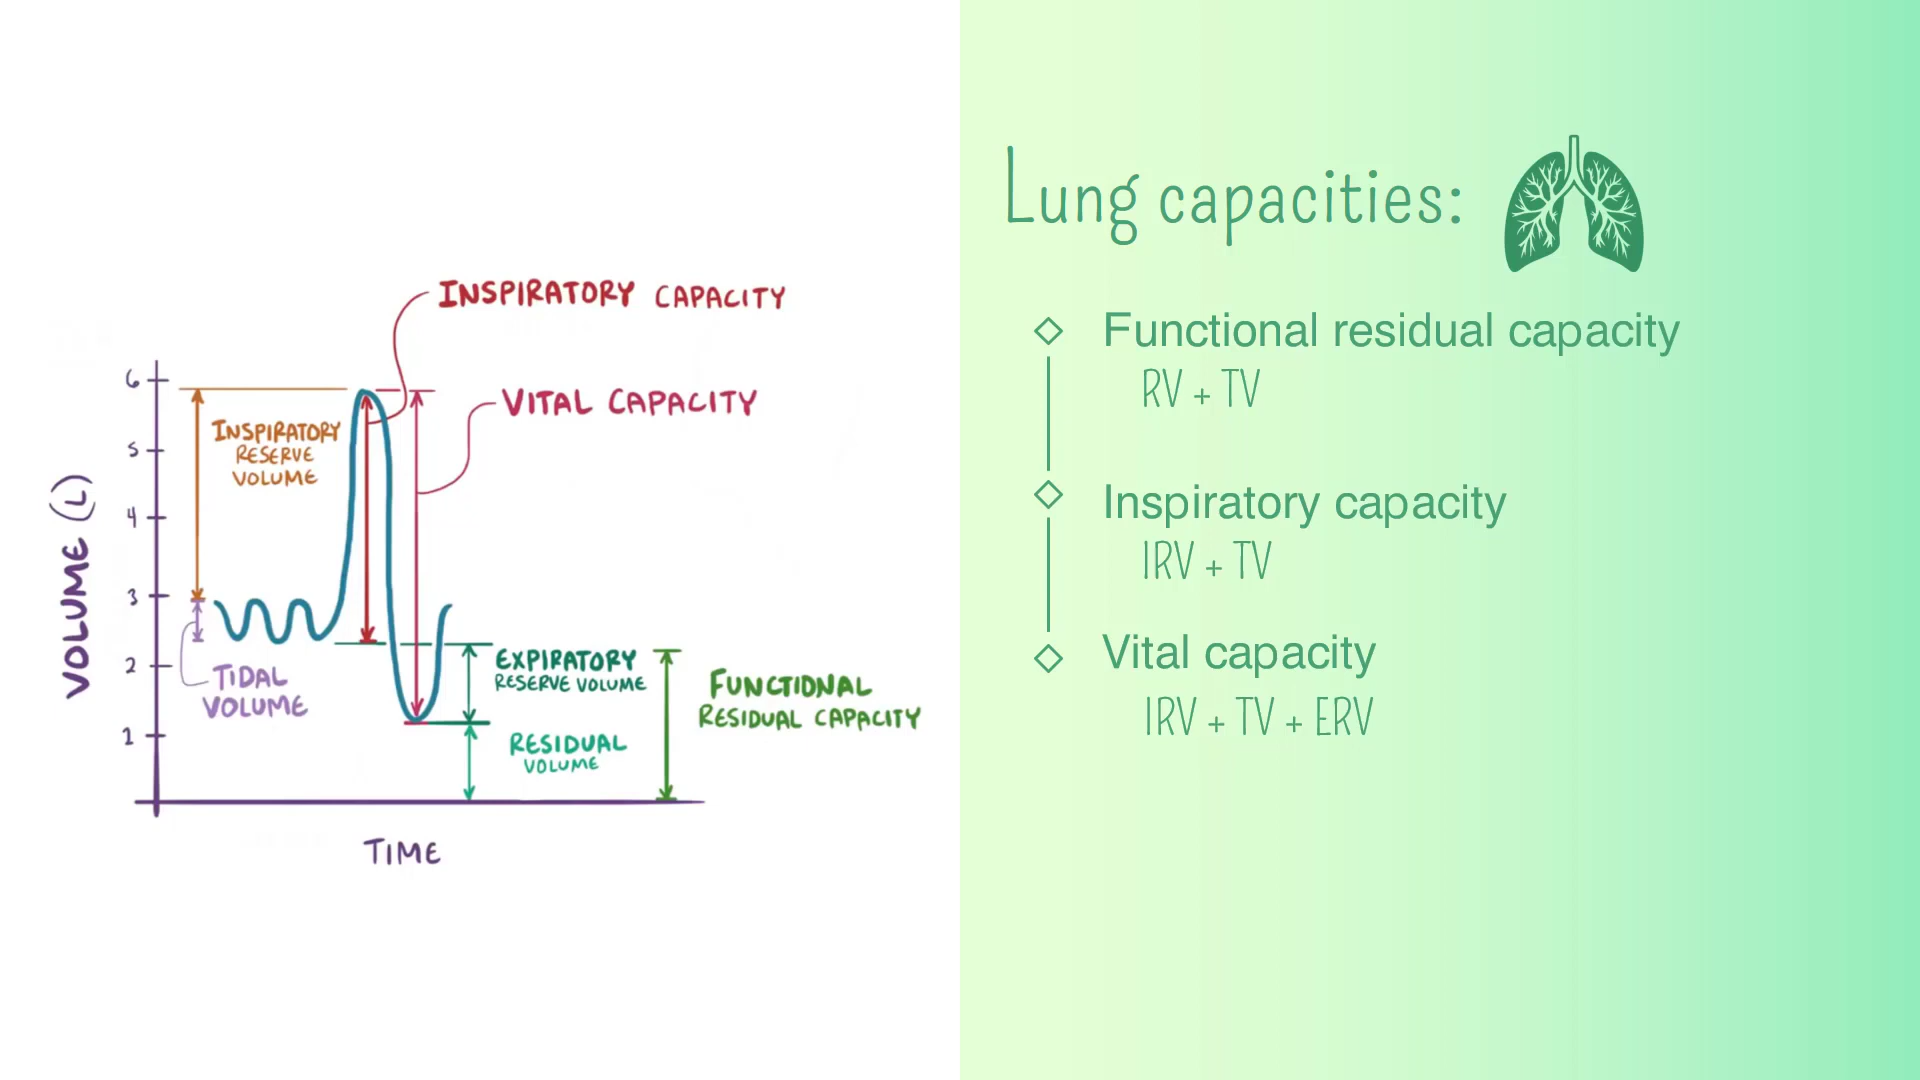 INSPIRATORY CAPACITY
VITAL CAPACITY
VOLUME (L)
6
5
4
3
2
1
INSPIRATORY
RESERVE
VOLUME
TIDAL
VOLUME
EXPIRATORY
RESERVE VOLUME
RESIDUAL
VOLUME
FUNCTIONAL
RESIDUAL CAPACITY
TIME
Lung capacities:
Functional residual capacity
RV + TV
Inspiratory capacity
IRV + TV
Vital capacity
IRV + TV + ERV